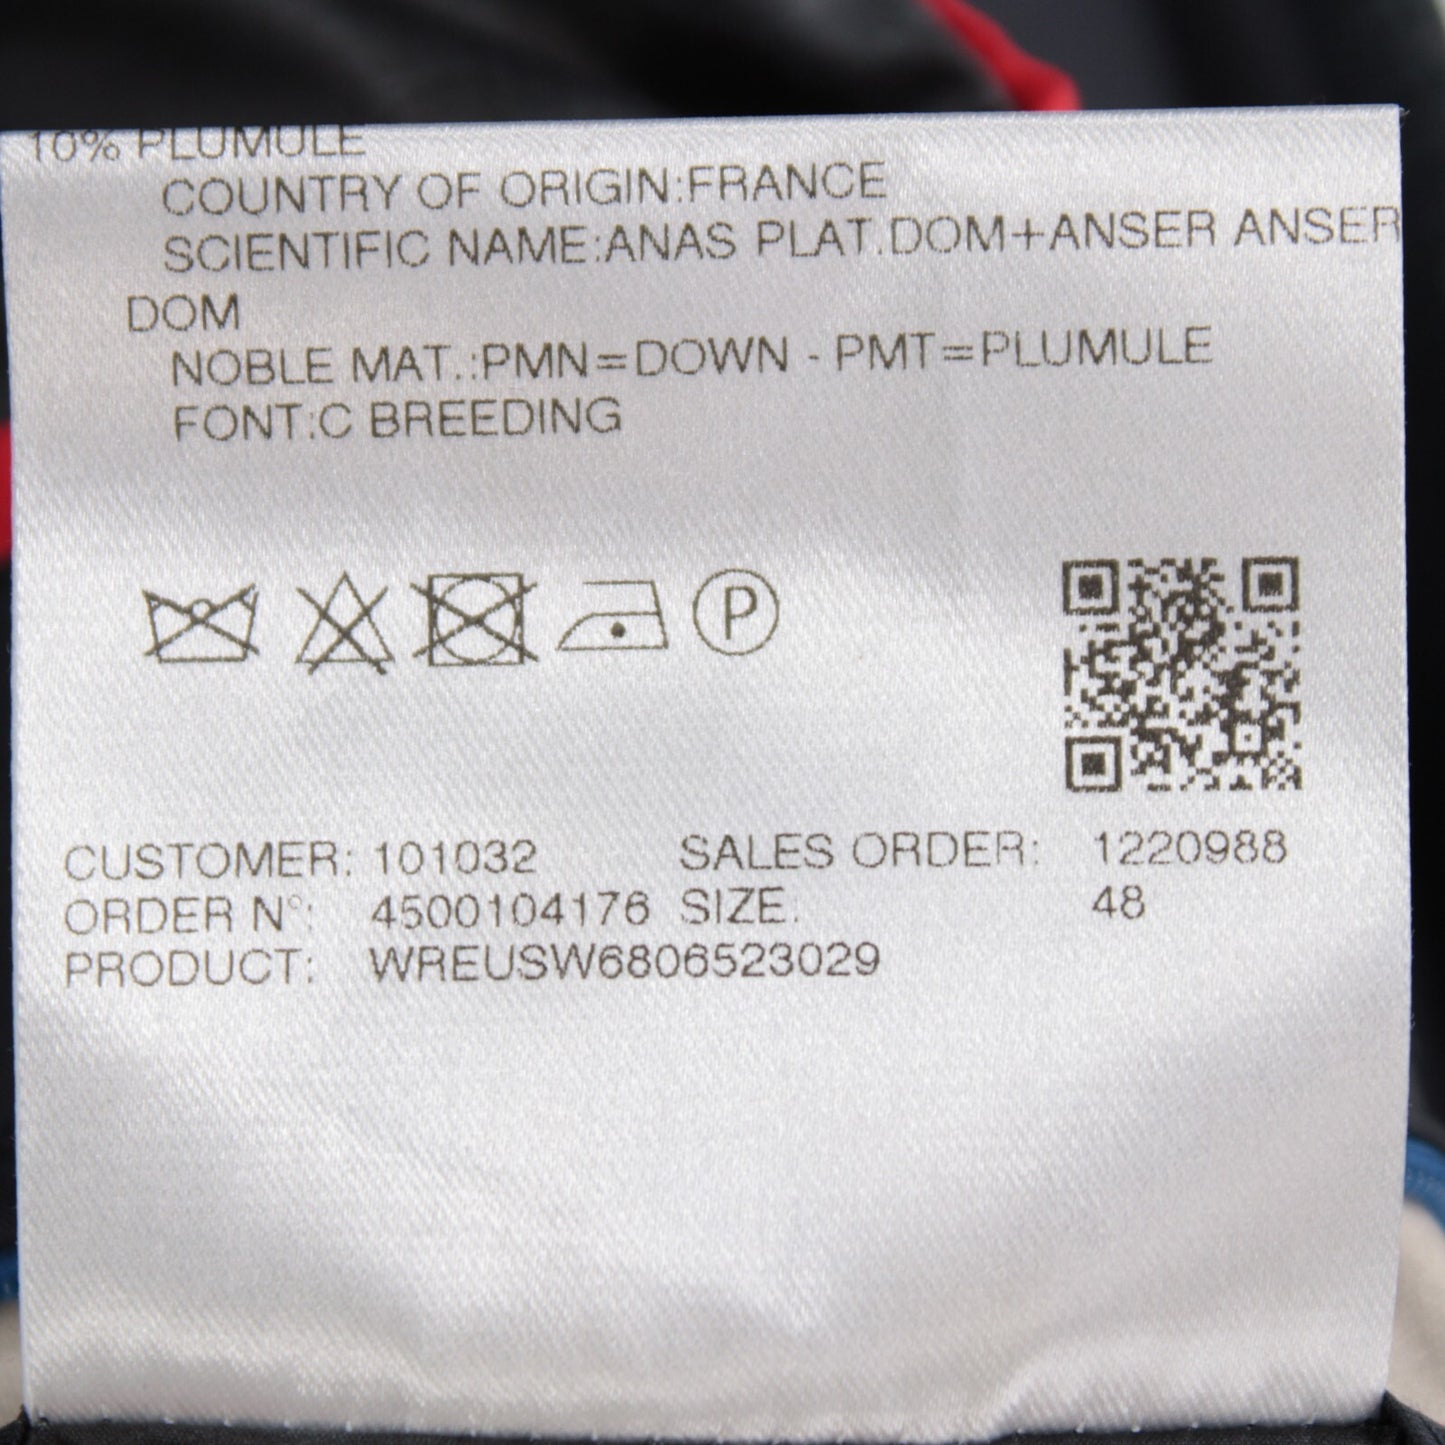 10% PLUMULE
COUNTRY OF ORIGIN:FRANCE
SCIENTIFIC NAME:ANAS PLAT.DOM+ANSER ANSER
DOM
NOBLE MAT.:PMN=DOWN - PMT=PLUMULE
FONT:C BREEDING
P
CUSTOMER: 101032 SALES ORDER: 1220988
ORDER N°: 4500104176 SIZE: 48
PRODUCT: WREUSW6806523029